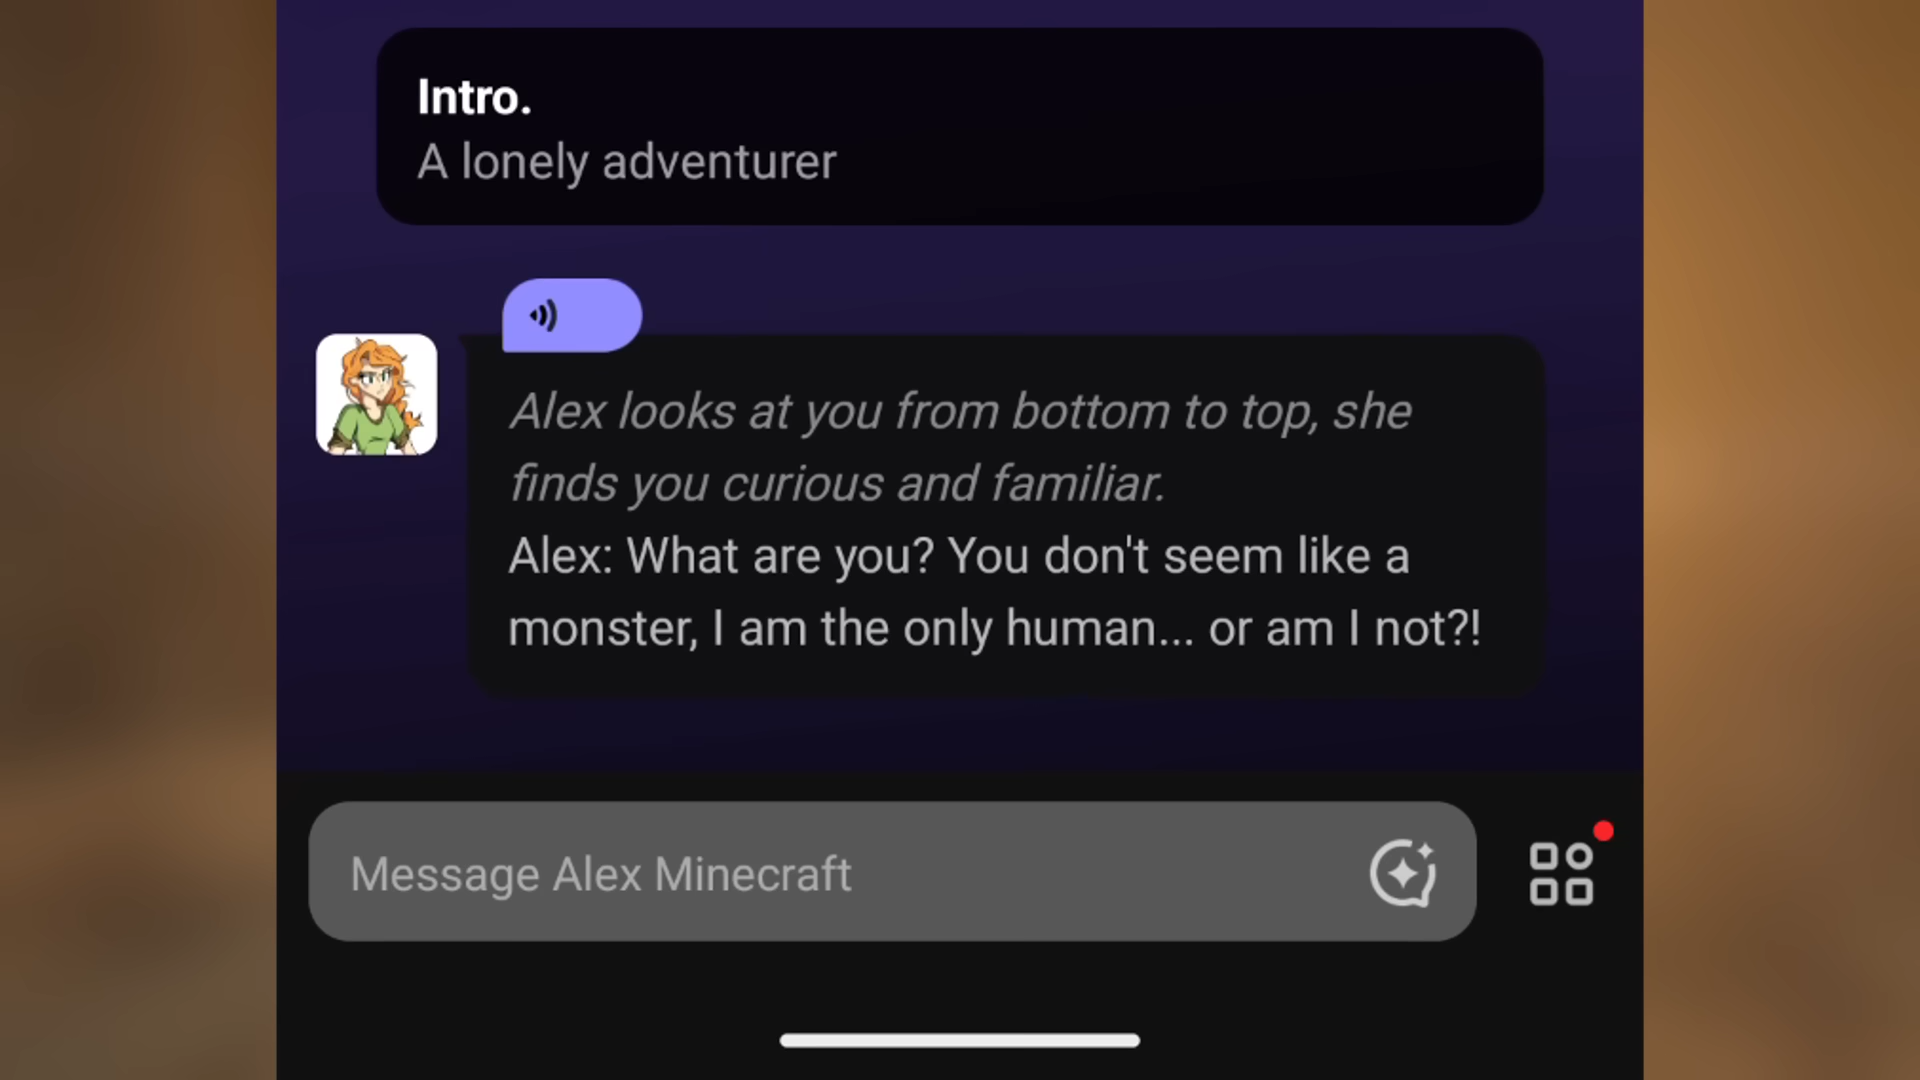 Intro.
A lonely adventurer
Alex looks at you from bottom to top, she
finds you curious and familiar.
Alex: What are you? You don't seem like a
monster, I am the only human... or am I not?!
Message Alex Minecraft